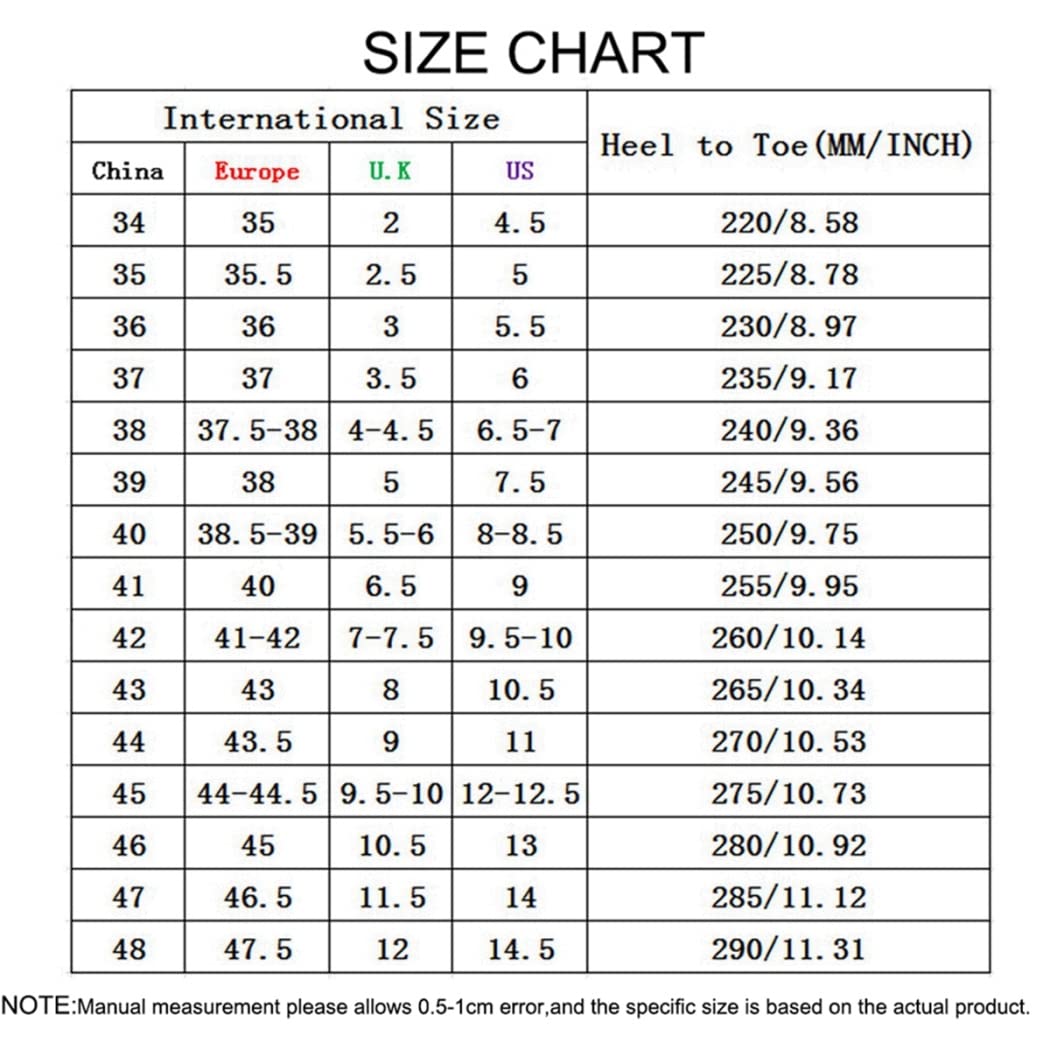 SIZE CHART
International Size
Heel to Toe(MM/INCH)
China Europe U.K US
34 35 2 4.5 220/8.58
35 35.5 2.5 5 225/8.78
36 36 3 5.5 230/8.97
37 37 3.5 6 235/9.17
38 37.5-38 4-4.5 6.5-7 240/9.36
39 38 5 7.5 245/9.56
40 38.5-39 5.5-6 8-8.5 250/9.75
41 40 6.5 9 255/9.95
42 41-42 7-7.5 9.5-10 260/10.14
43 43 8 10.5 265/10.34
44 43.5 9 11 270/10.53
45 44-44.5 9.5-10 12-12.5 275/10.73
46 45 10.5 13 280/10.92
47 46.5 11.5 14 285/11.12
48 47.5 12 14.5 290/11.31
NOTE:Manual measurement please allows 0.5-1cm error,and the specific size is based on the actual product.